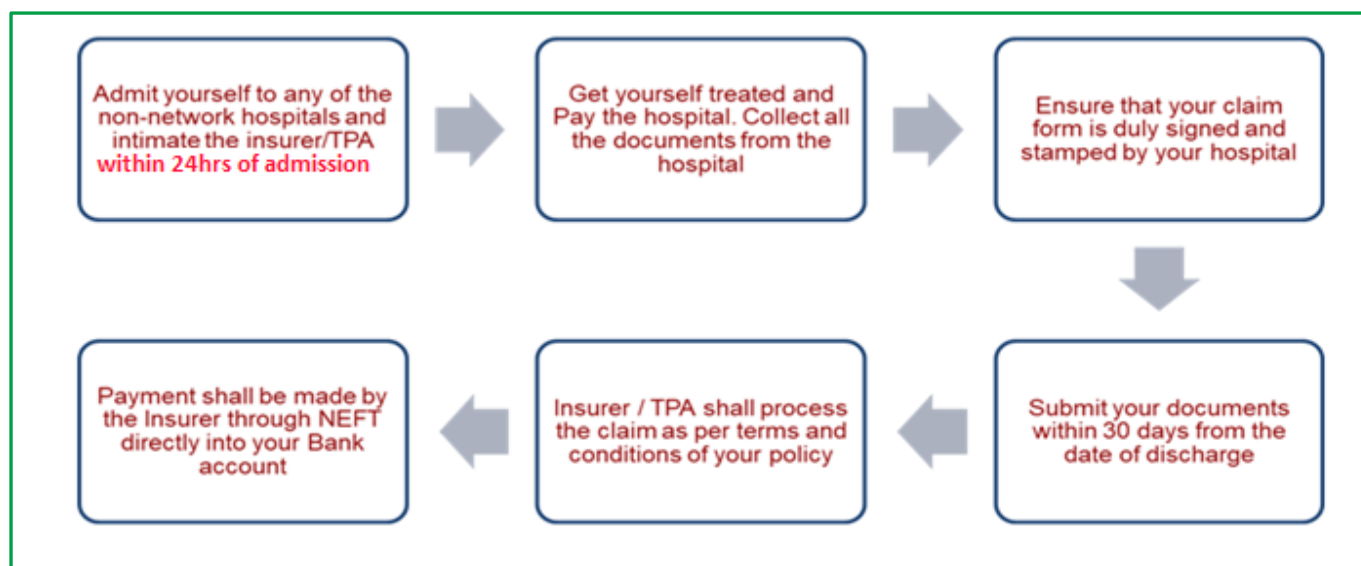 Admit yourself to any of the
non-network hospitals and
intimate the insurer/TPA
within 24hrs of admission
Get yourself treated and
Pay the hospital. Collect all
the documents from the
hospital
Ensure that your claim
form is duly signed and
stamped by your hospital
Submit your documents
within 30 days from the
date of discharge
Insurer / TPA shall process
the claim as per terms and
conditions of your policy
Payment shall be made by
the Insurer through NEFT
directly into your Bank
account